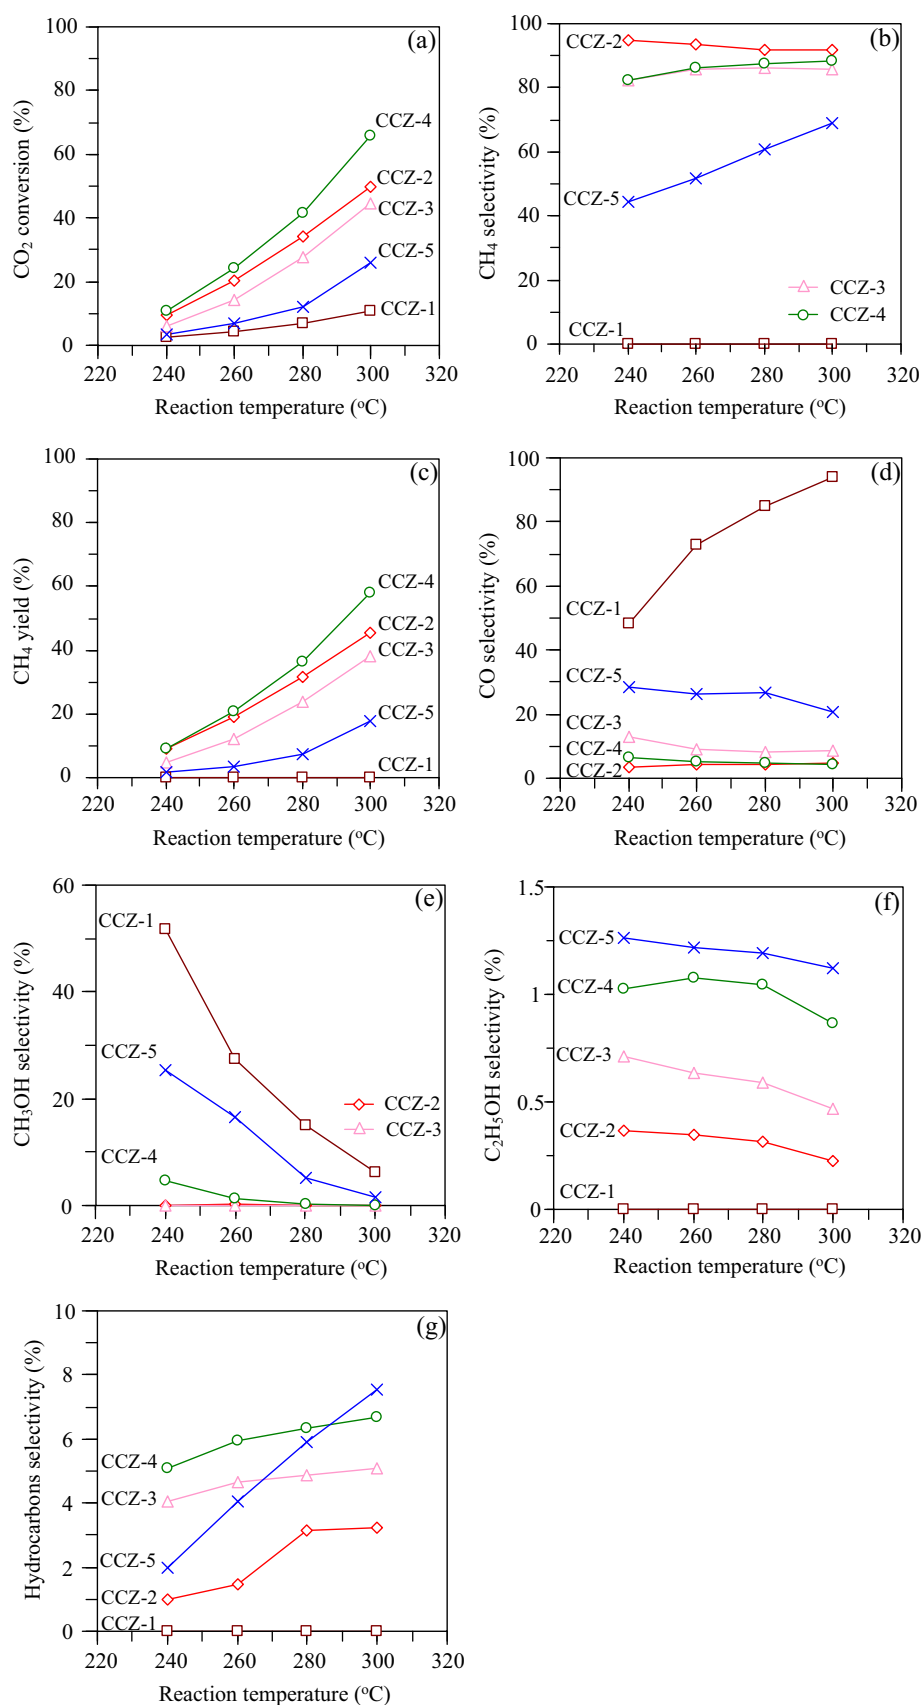 (a)
100
80
60
40
20
0
CO2 conversion (%)
CCZ-4
CCZ-2
CCZ-3
CCZ-5
CCZ-1
220 240 260 280 300 320
Reaction temperature (oC)
(b)
100
80
60
40
20
0
CH4 selectivity (%)
CCZ-2
CCZ-5
CCZ-3
CCZ-4
CCZ-1
220 240 260 280 300 320
Reaction temperature (oC)
(c)
100
80
60
40
20
0
CH4 yield (%)
CCZ-4
CCZ-2
CCZ-3
CCZ-5
CCZ-1
220 240 260 280 300 320
Reaction temperature (oC)
(d)
100
80
60
40
20
0
CO selectivity (%)
CCZ-1
CCZ-5
CCZ-3
CCZ-4
CCZ-2
220 240 260 280 300 320
Reaction temperature (oC)
(e)
60
40
20
0
CH3OH selectivity (%)
CCZ-1
CCZ-5
CCZ-2
CCZ-3
CCZ-4
220 240 260 280 300 320
Reaction temperature (oC)
(f)
1.5
1
0.5
0
C2H5OH selectivity (%)
CCZ-5
CCZ-4
CCZ-3
CCZ-2
CCZ-1
220 240 260 280 300 320
Reaction temperature (oC)
(g)
10
8
6
4
2
0
Hydrocarbons selectivity (%)
CCZ-4
CCZ-3
CCZ-5
CCZ-2
CCZ-1
220 240 260 280 300 320
Reaction temperature (oC)